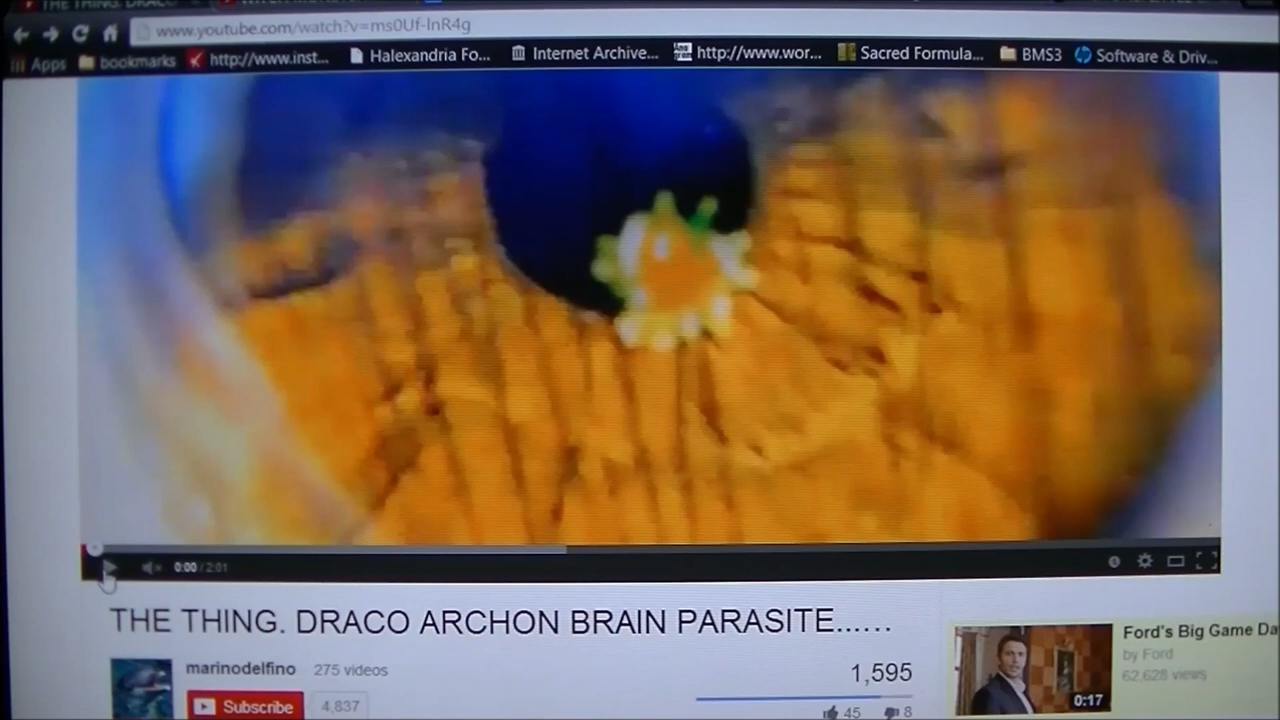 www.youtube.com/watch?v=ms0Uf-lnR4g
Apps bookmarks http://www.inst... Halexandria Fo... Internet Archive... http://www.wor... Sacred Formula... BMS3 Software & Driv...
0:00 / 2:01
THE THING. DRACO ARCHON BRAIN PARASITE......
marinodelfino 275 videos
Subscribe 4,837
1,595
45 8
Ford's Big Game Da
by Ford
62,628 views
0:17